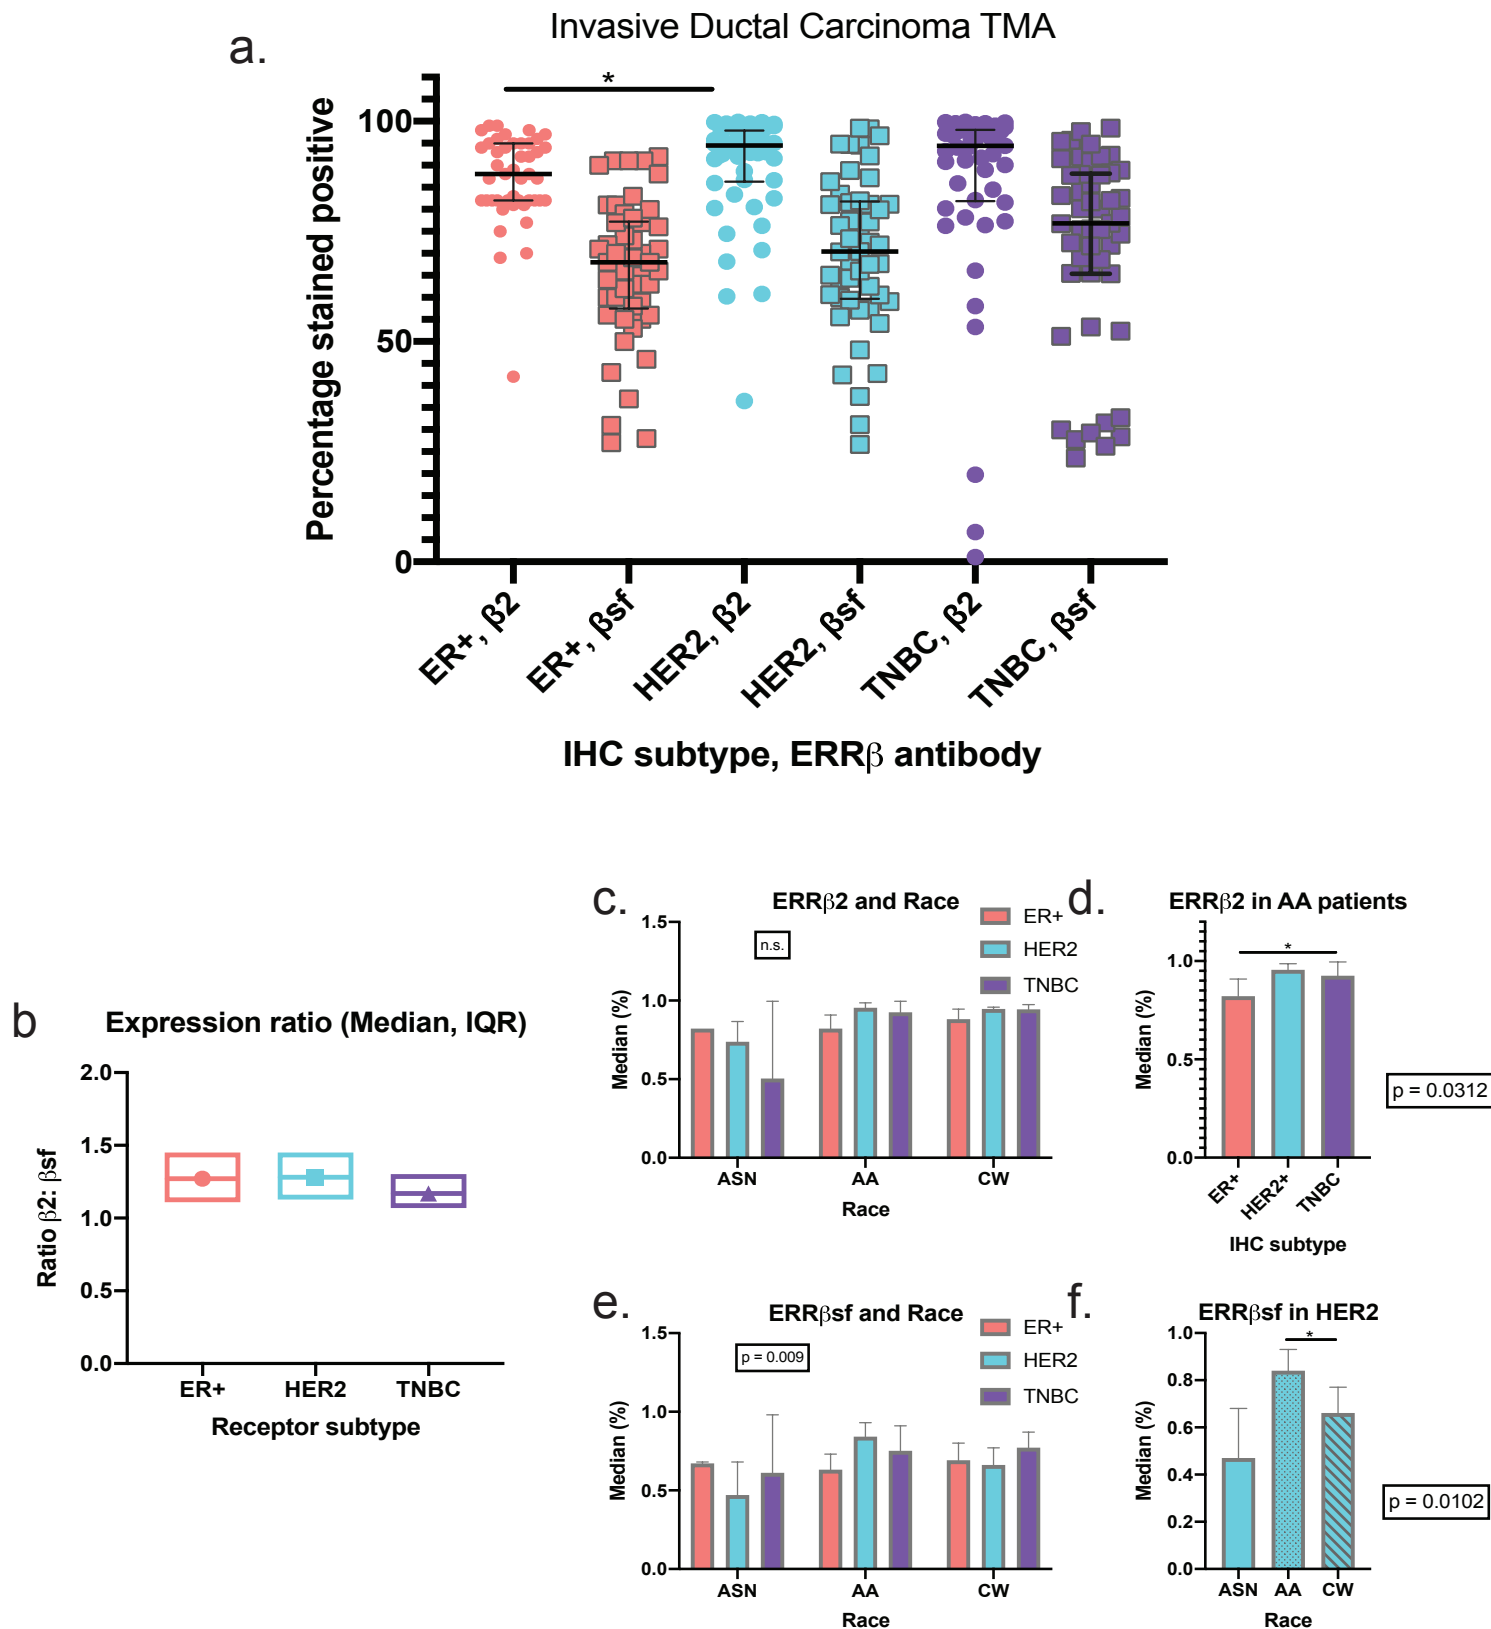 Invasive Ductal Carcinoma TMA
a.
*
Percentage stained positive
100
50
0
ER+, β2
ER+, βsf
HER2, β2
HER2, βsf
TNBC, β2
TNBC, βsf
IHC subtype, ERRβ antibody
b
Expression ratio (Median, IQR)
Ratio β2: βsf
2.0
1.5
1.0
0.5
0.0
ER+ HER2 TNBC
Receptor subtype
c.
ERRβ2 and Race
ER+
HER2
TNBC
n.s.
Median (%)
1.5
1.0
0.5
0.0
ASN AA CW
Race
d.
ERRβ2 in AA patients
*
Median (%)
1.0
0.5
0.0
p = 0.0312
ER+
HER2+
TNBC
IHC subtype
e.
ERRβsf and Race
ER+
HER2
TNBC
p = 0.009
Median (%)
1.5
1.0
0.5
0.0
ASN AA CW
Race
f.
ERRβsf in HER2
*
Median (%)
1.0
0.8
0.6
0.4
0.2
0.0
p = 0.0102
ASN AA CW
Race